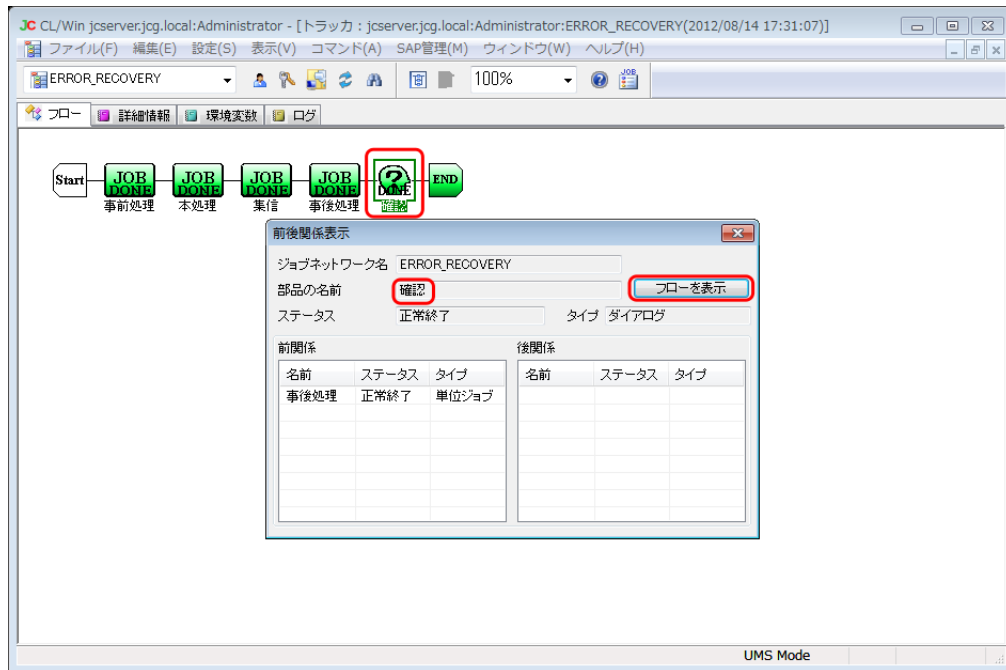 JC CL/Win jcserver.jcg.local:Administrator - [トラッカ : jcserver.jcg.local:Administrator:ERROR_RECOVERY(2012/08/14 17:31:07)]
ファイル(F) 編集(E) 設定(S) 表示(V) コマンド(A) SAP管理(M) ウィンドウ(W) ヘルプ(H)
ERROR_RECOVERY 100% JOB
フロー 詳細情報 環境変数 ログ
Start JOB DONE JOB DONE JOB DONE JOB DONE ? DONE END
事前処理 本処理 集信 事後処理 確認
前後関係表示
ジョブネットワーク名 ERROR_RECOVERY
部品の名前 確認 フローを表示
ステータス 正常終了 タイプ ダイアログ
前関係 後関係
名前 ステータス タイプ 名前 ステータス タイプ
事後処理 正常終了 単位ジョブ
UMS Mode